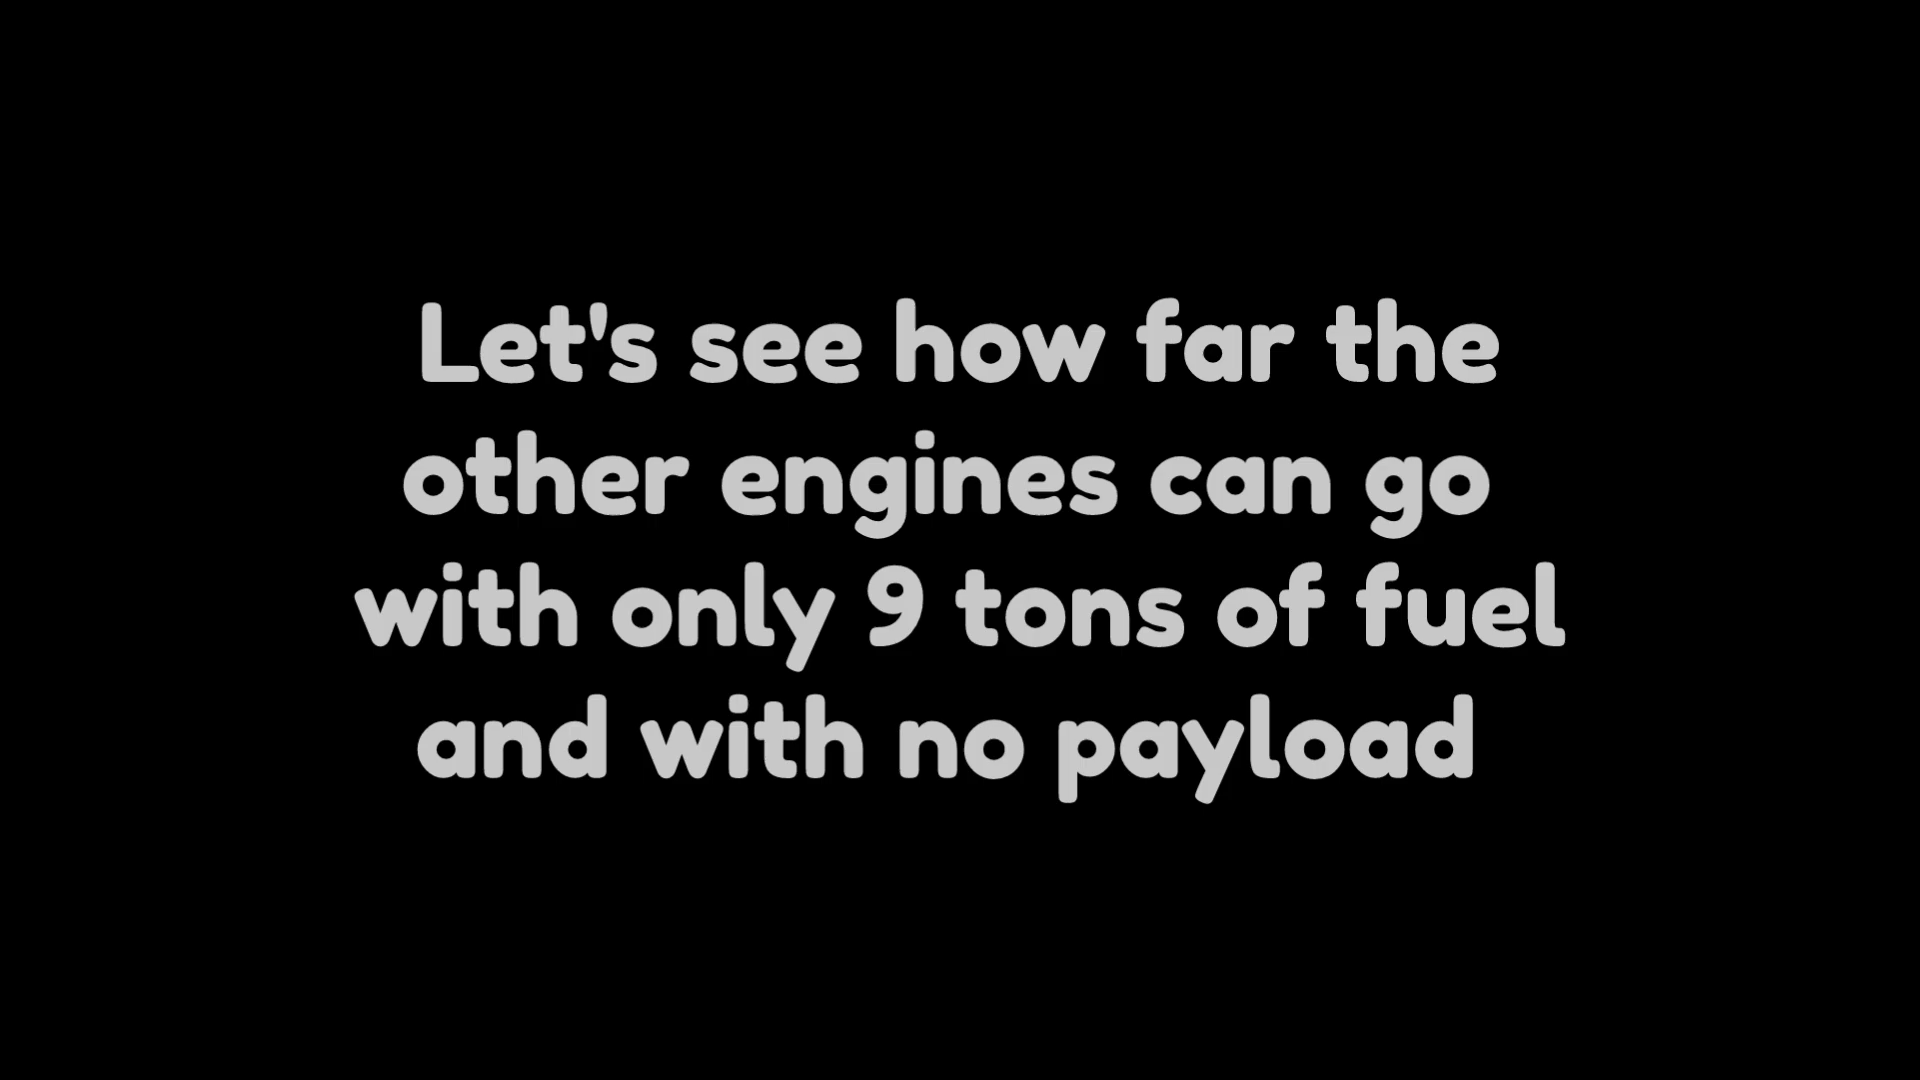 Let's see how far the
other engines can go
with only 9 tons of fuel
and with no payload